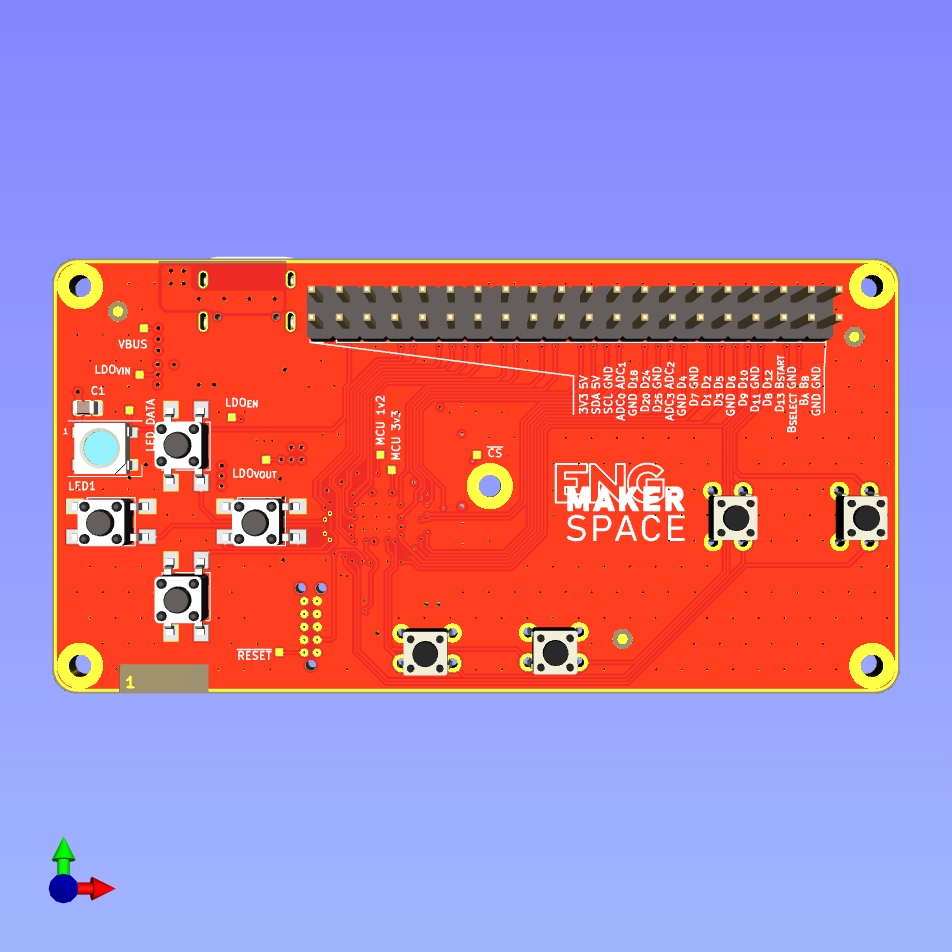 VBUS
LDOVIN
C1
LED_DATA
1
LED1
LDOEN
LDOVOUT
MCU 1v2
MCU 3v3
CS
3V3 5V
SDA 5V
SCL GND
ADC0 ADC1
GND D18
D20 D24
D25 GND
ADC3 ADC2
GND D4
D7 GND
D1 D2
D3 D5
GND D6
D9 D10
D11 GND
D8 D12
D13 BSTART
BSELECT GND
BA BB
GND GND
ENG
MAKER
SPACE
RESET
1